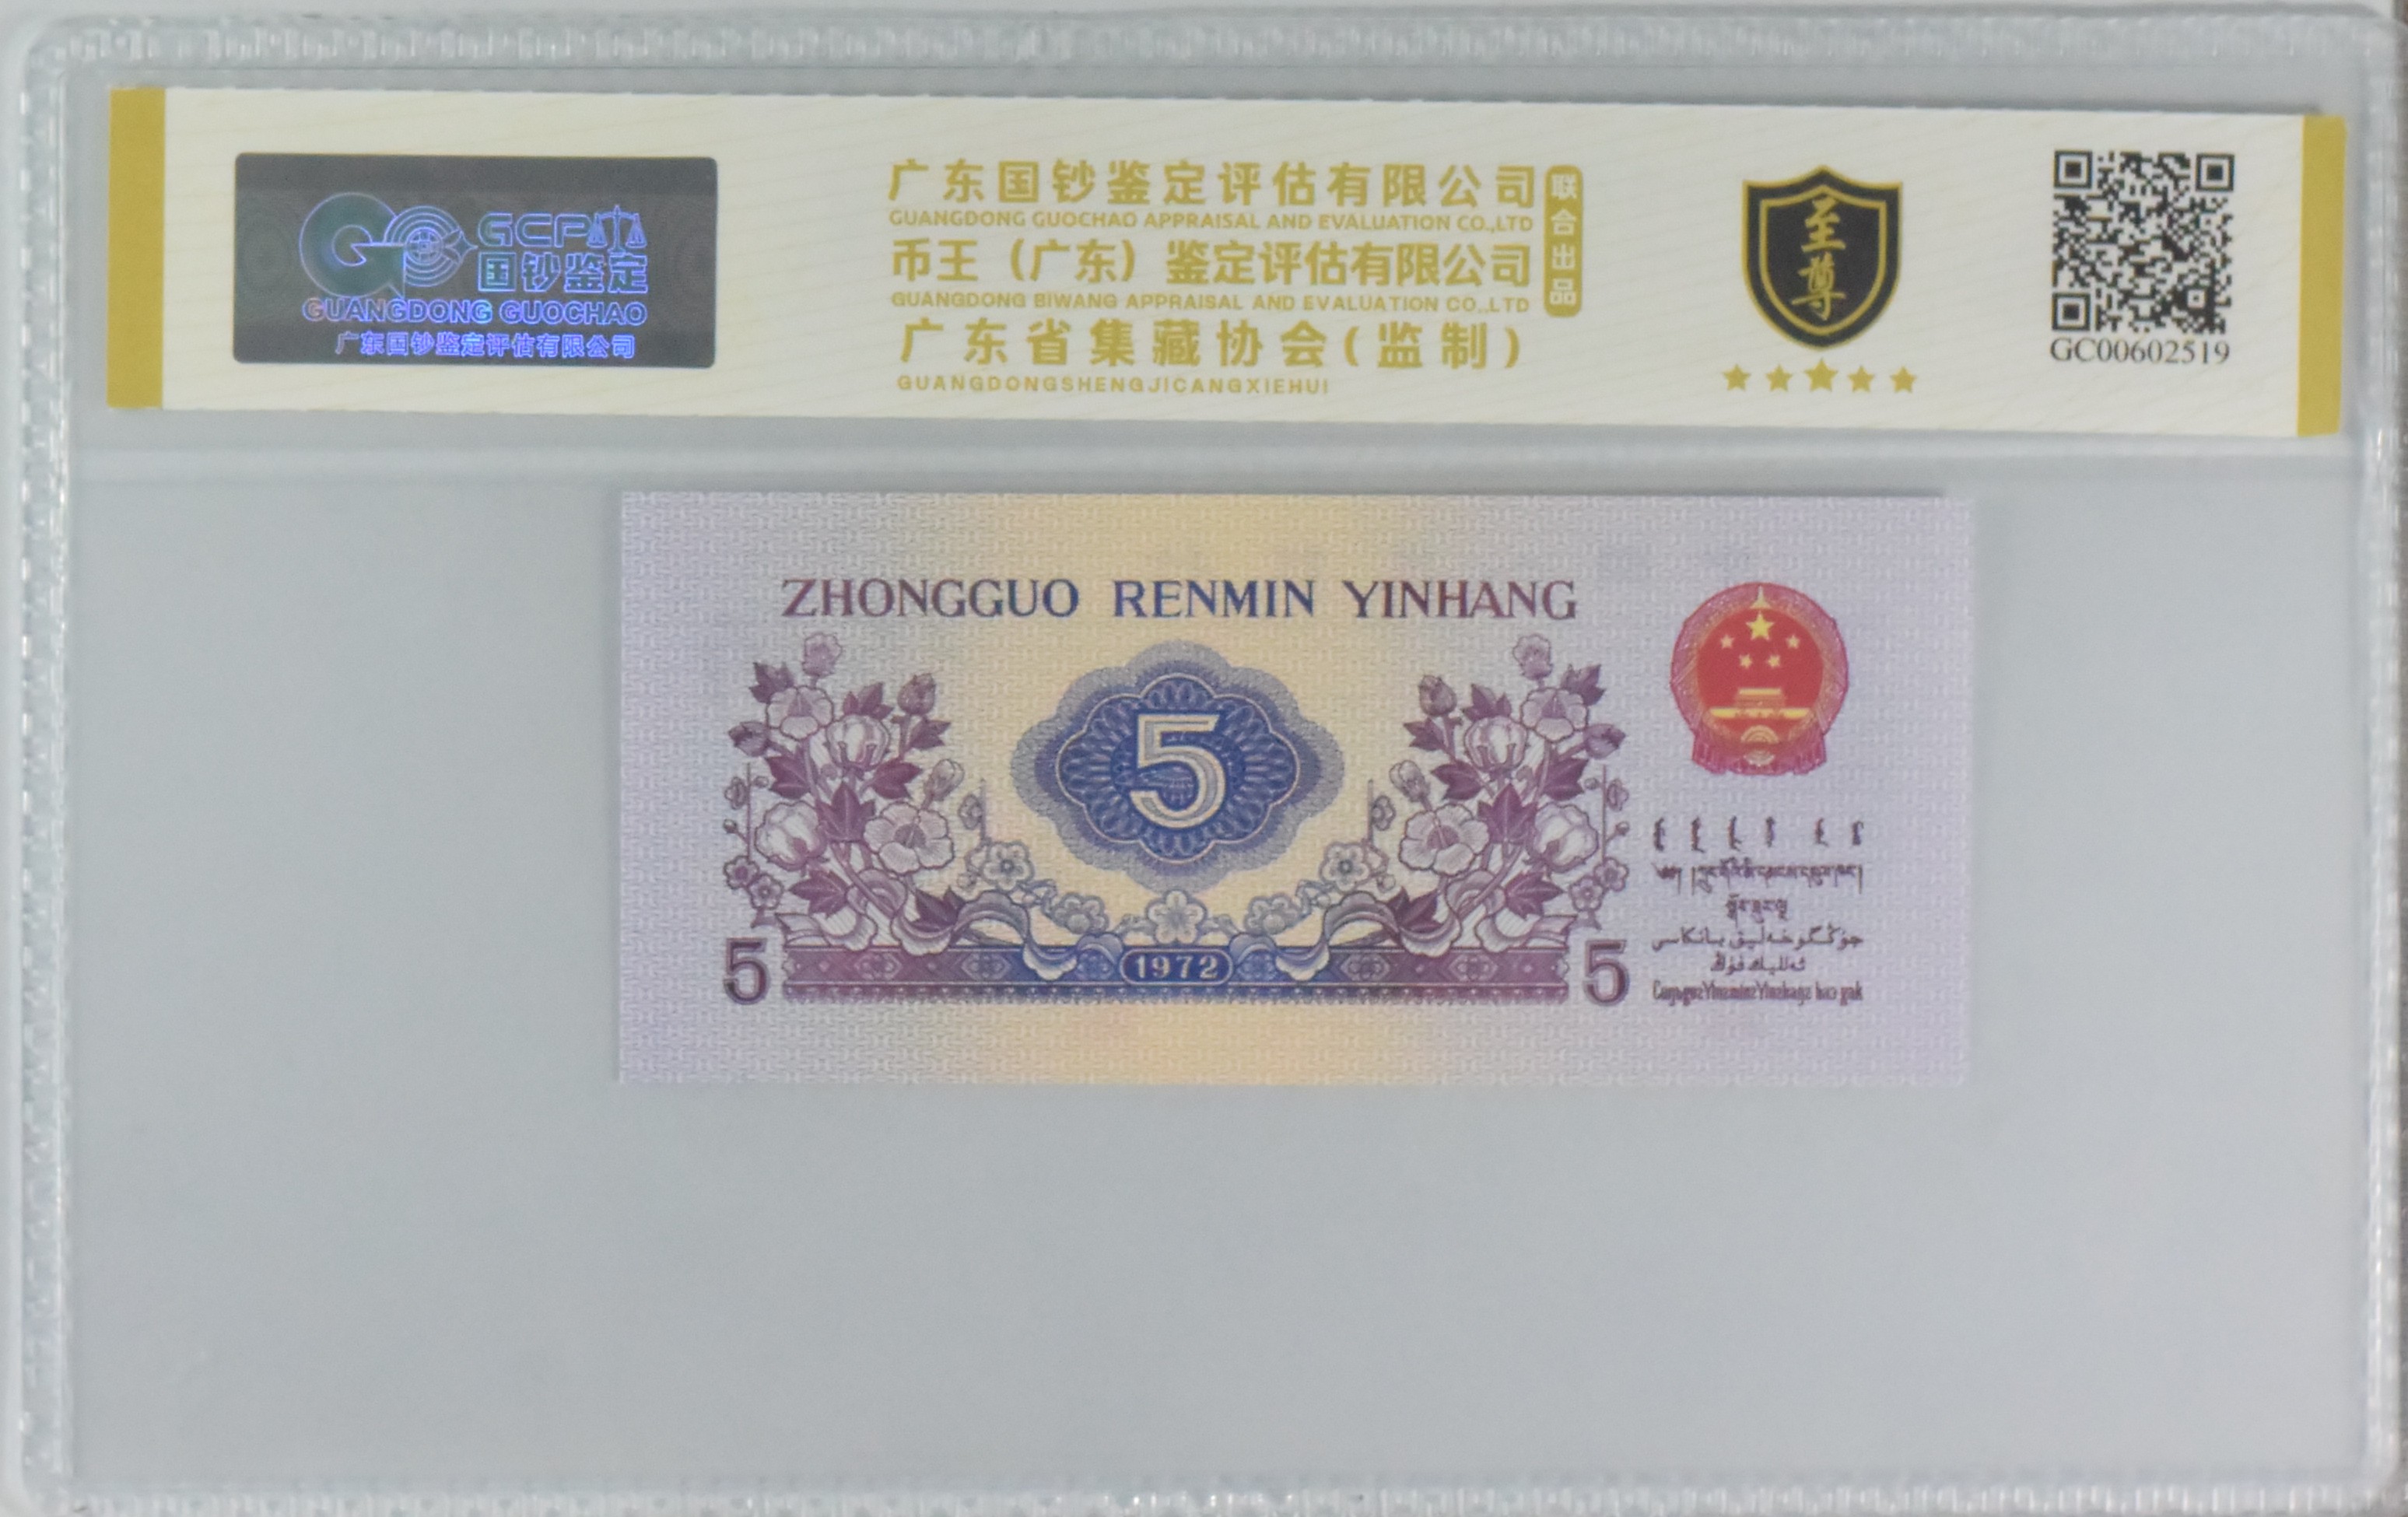 GCP
国钞鉴定
GUANGDONG GUOCHAO
广东国钞鉴定评估有限公司
广东国钞鉴定评估有限公司
GUANGDONG GUOCHAO APPRAISAL AND EVALUATION CO.,LTD
币王（广东）鉴定评估有限公司
GUANGDONG BIWANG APPRAISAL AND EVALUATION CO.,LTD
联合出品
广东省集藏协会(监制)
GUANGDONGSHENGJICANGXIEHUI
至尊
GC00602519
ZHONGGUO RENMIN YINHANG
5
1972
5
5